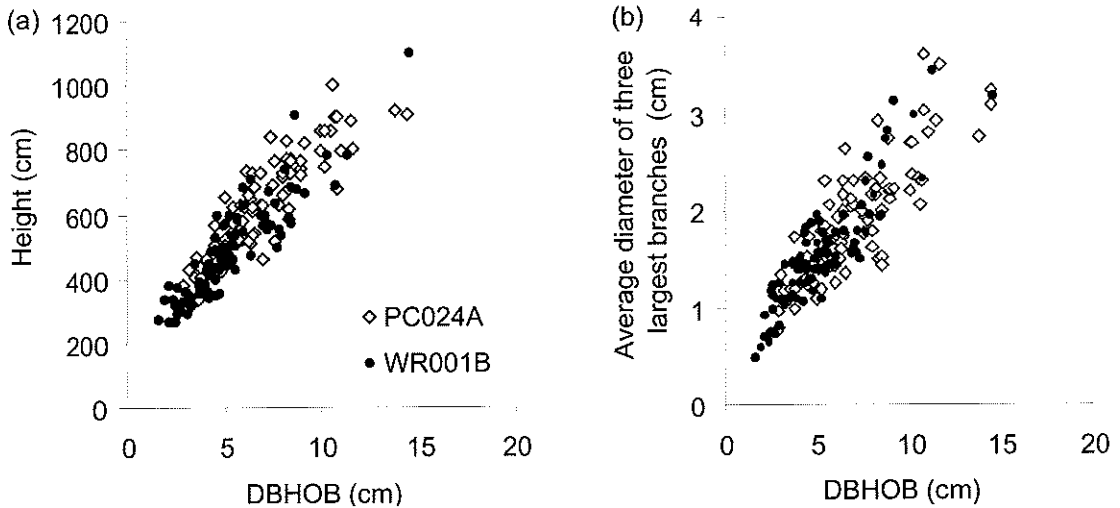 (a)
Height (cm)
1200
1000
800
600
400
200
0
0 5 10 15 20
DBHOB (cm)
PC024A
WR001B
(b)
Average diameter of three
largest branches (cm)
4
3
2
1
0
0 5 10 15 20
DBHOB (cm)